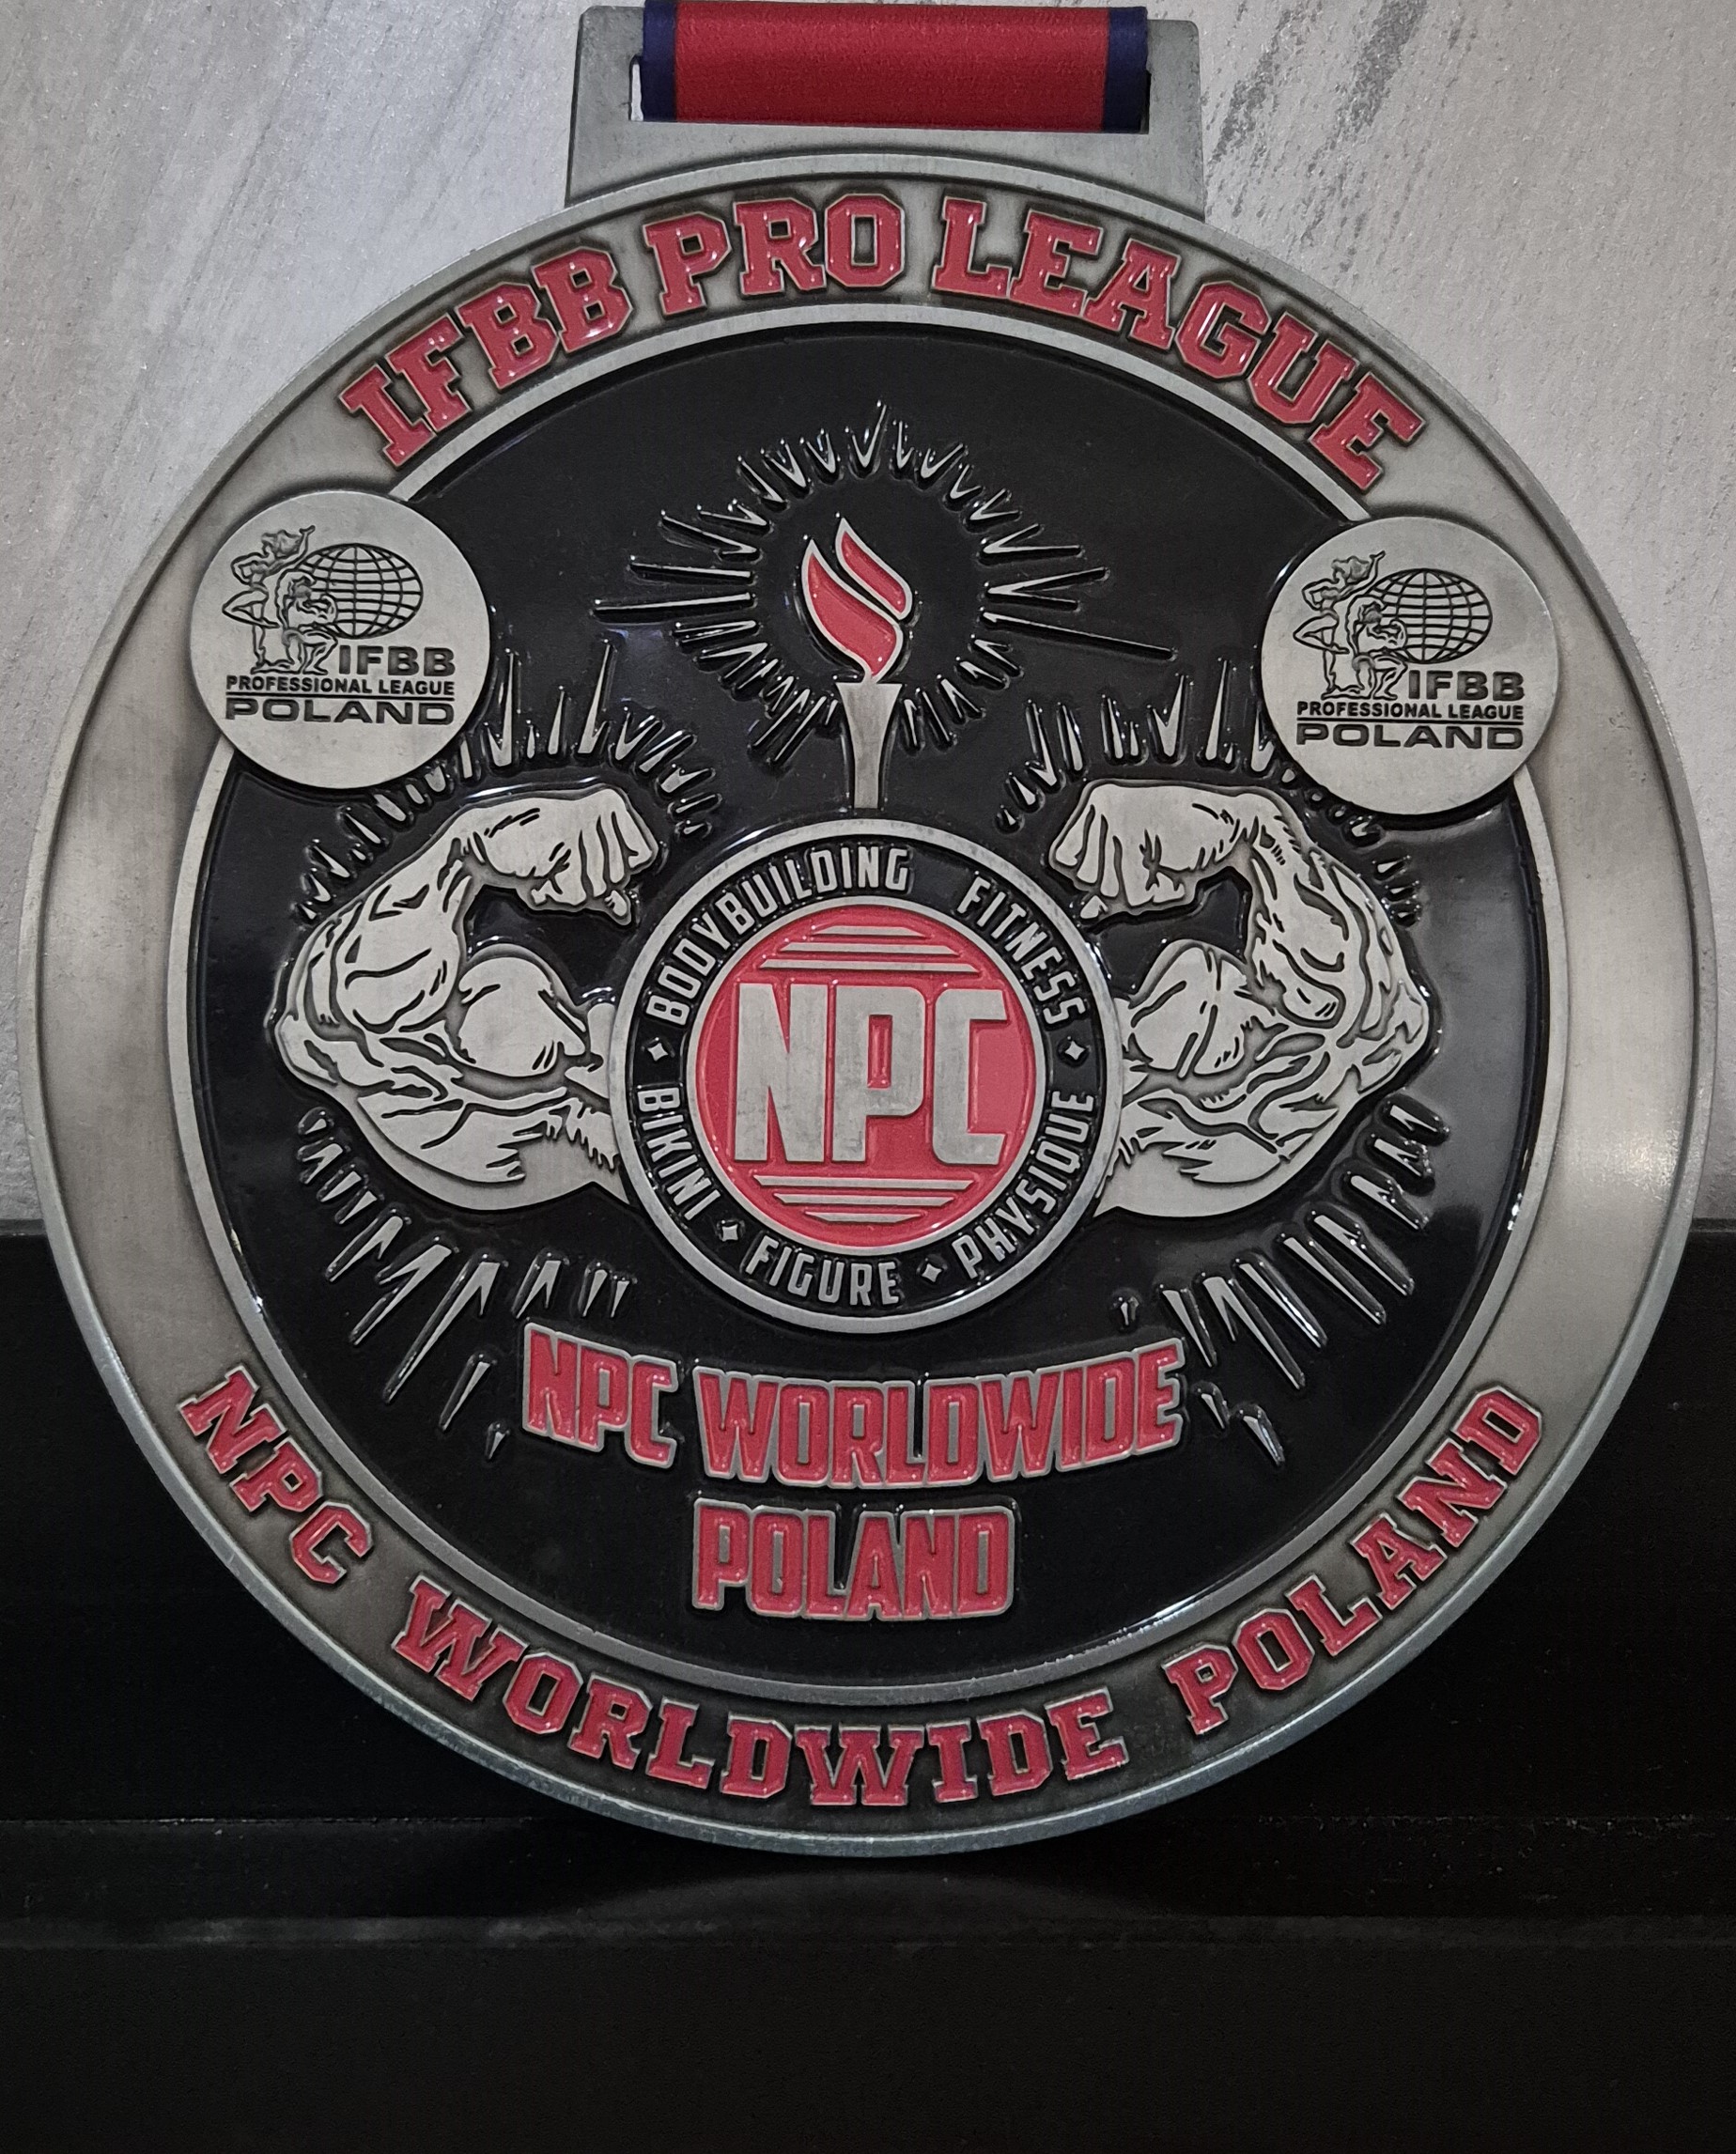 IFBB PRO LEAGUE
IFBB
PROFESSIONAL LEAGUE
POLAND
IFBB
PROFESSIONAL LEAGUE
POLAND
BODYBUILDING FITNESS
NPC
BIKINI FIGURE PHYSIQUE
NPC WORLDWIDE
POLAND
NPC WORLDWIDE POLAND